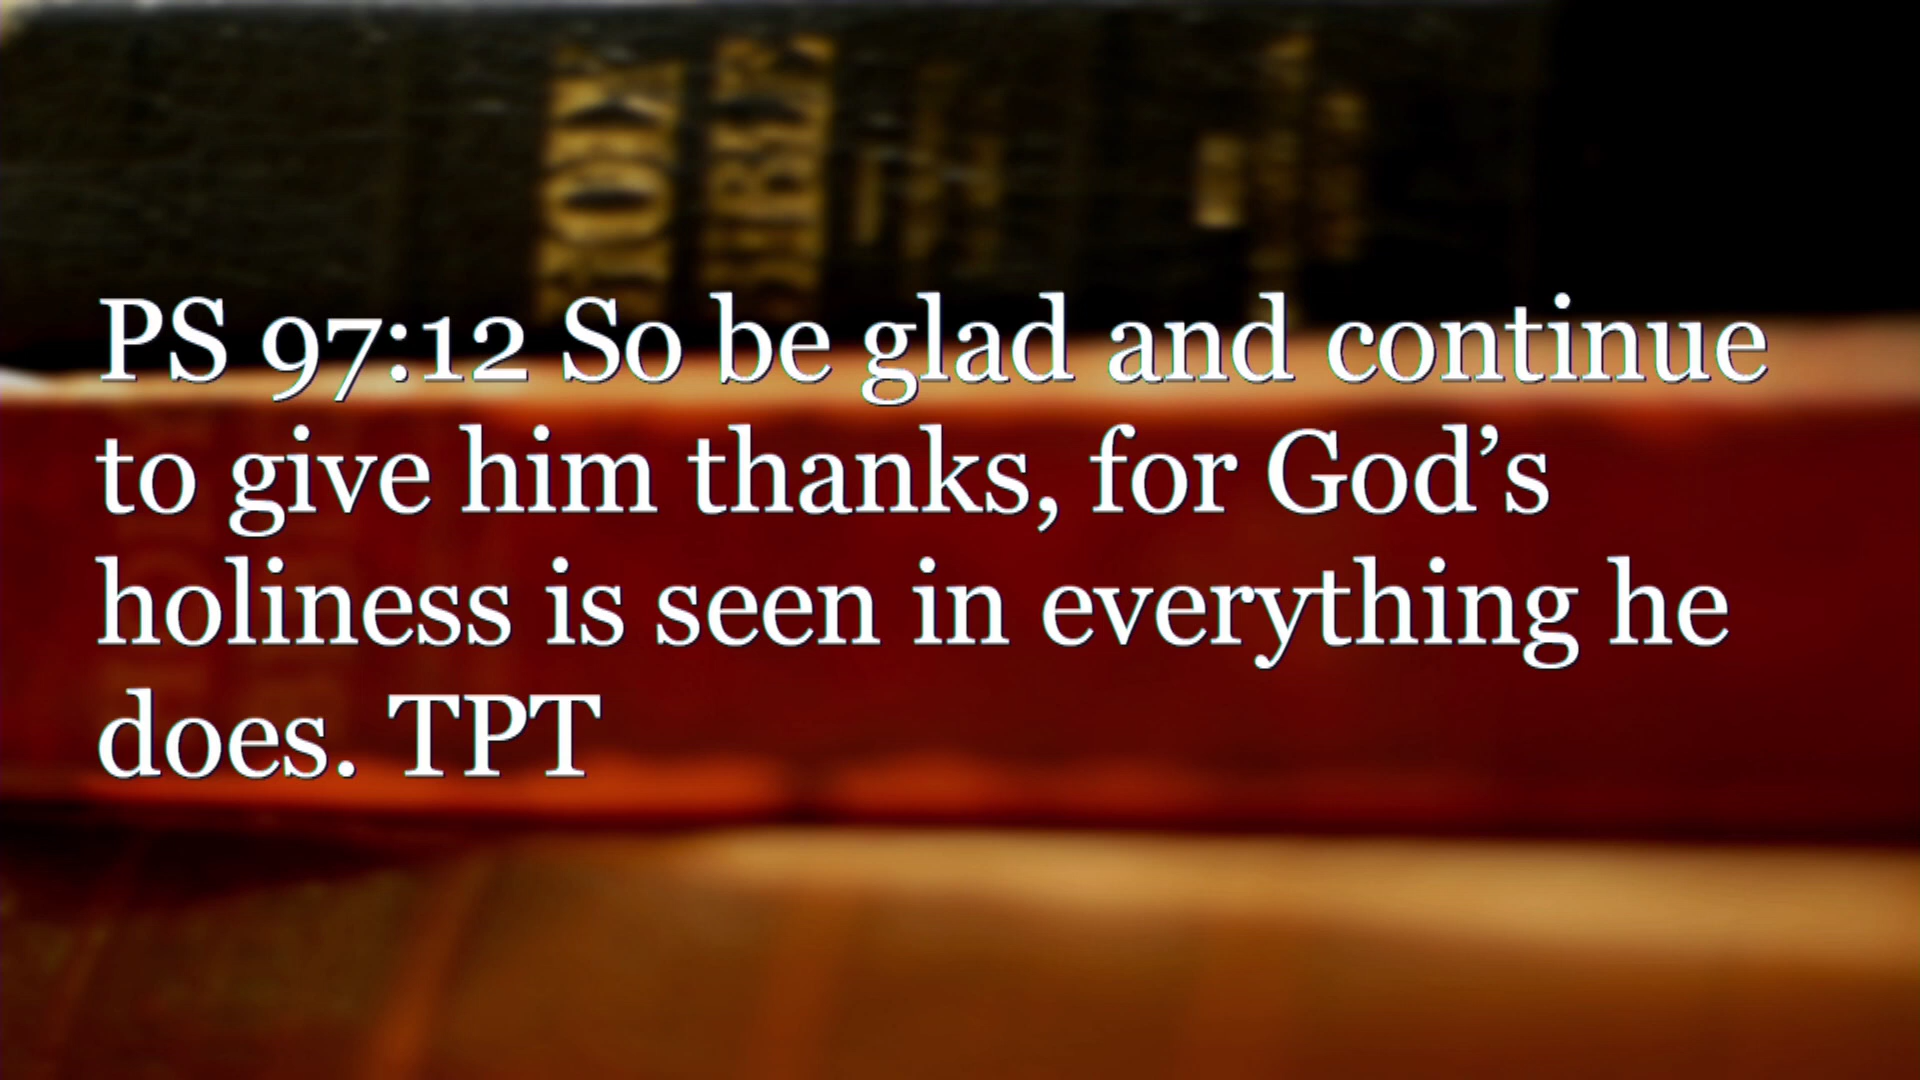 PS 97:12 So be glad and continue
to give him thanks, for God’s
holiness is seen in everything he
does. TPT